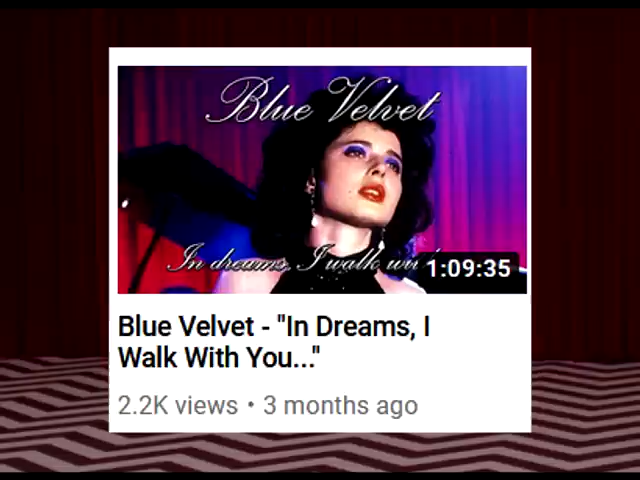 Blue Velvet
In dreams, I walk wit
1:09:35
Blue Velvet - "In Dreams, I
Walk With You..."
2.2K views • 3 months ago